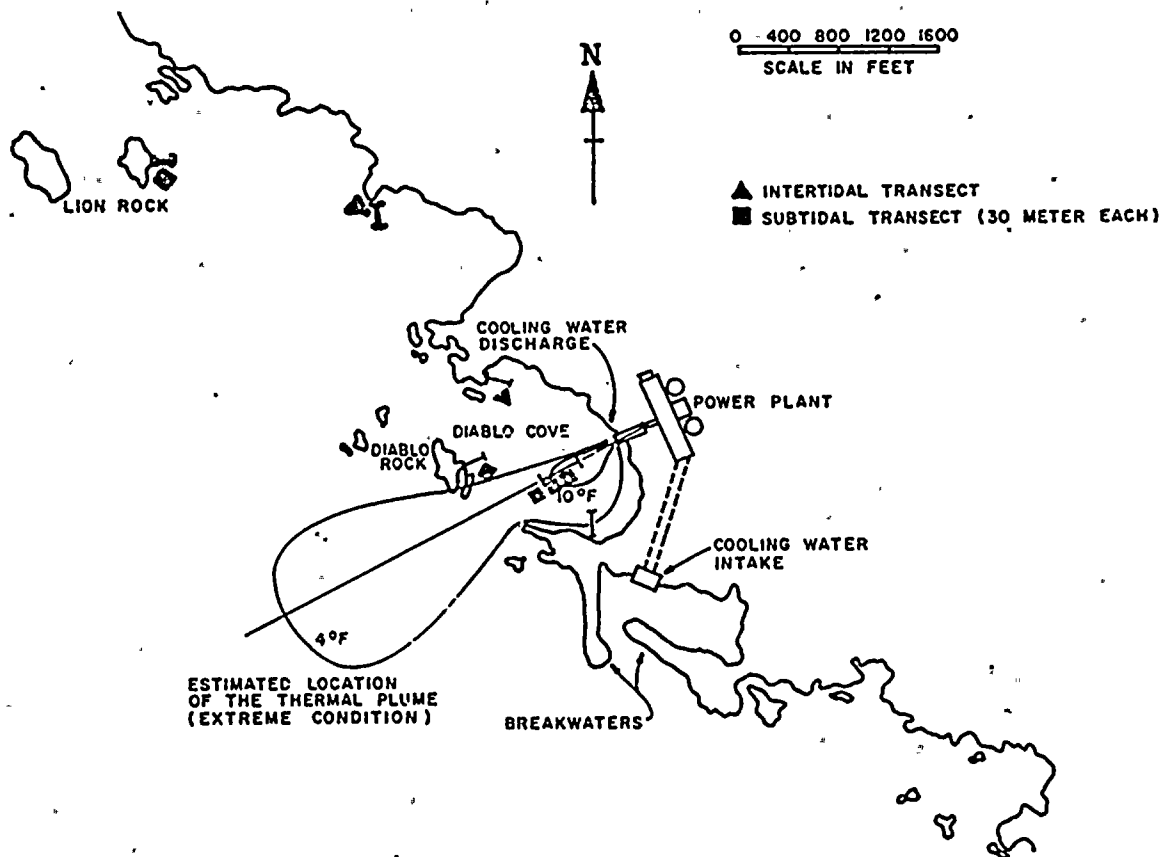 0 400 800 1200 1600
SCALE IN FEET
N
INTERTIDAL TRANSECT
SUBTIDAL TRANSECT (30 METER EACH)
LION ROCK
COOLING WATER
DISCHARGE
POWER PLANT
DIABLO COVE
DIABLO
ROCK
10°F
COOLING WATER
INTAKE
4°F
ESTIMATED LOCATION
OF THE THERMAL PLUME
(EXTREME CONDITION)
BREAKWATERS